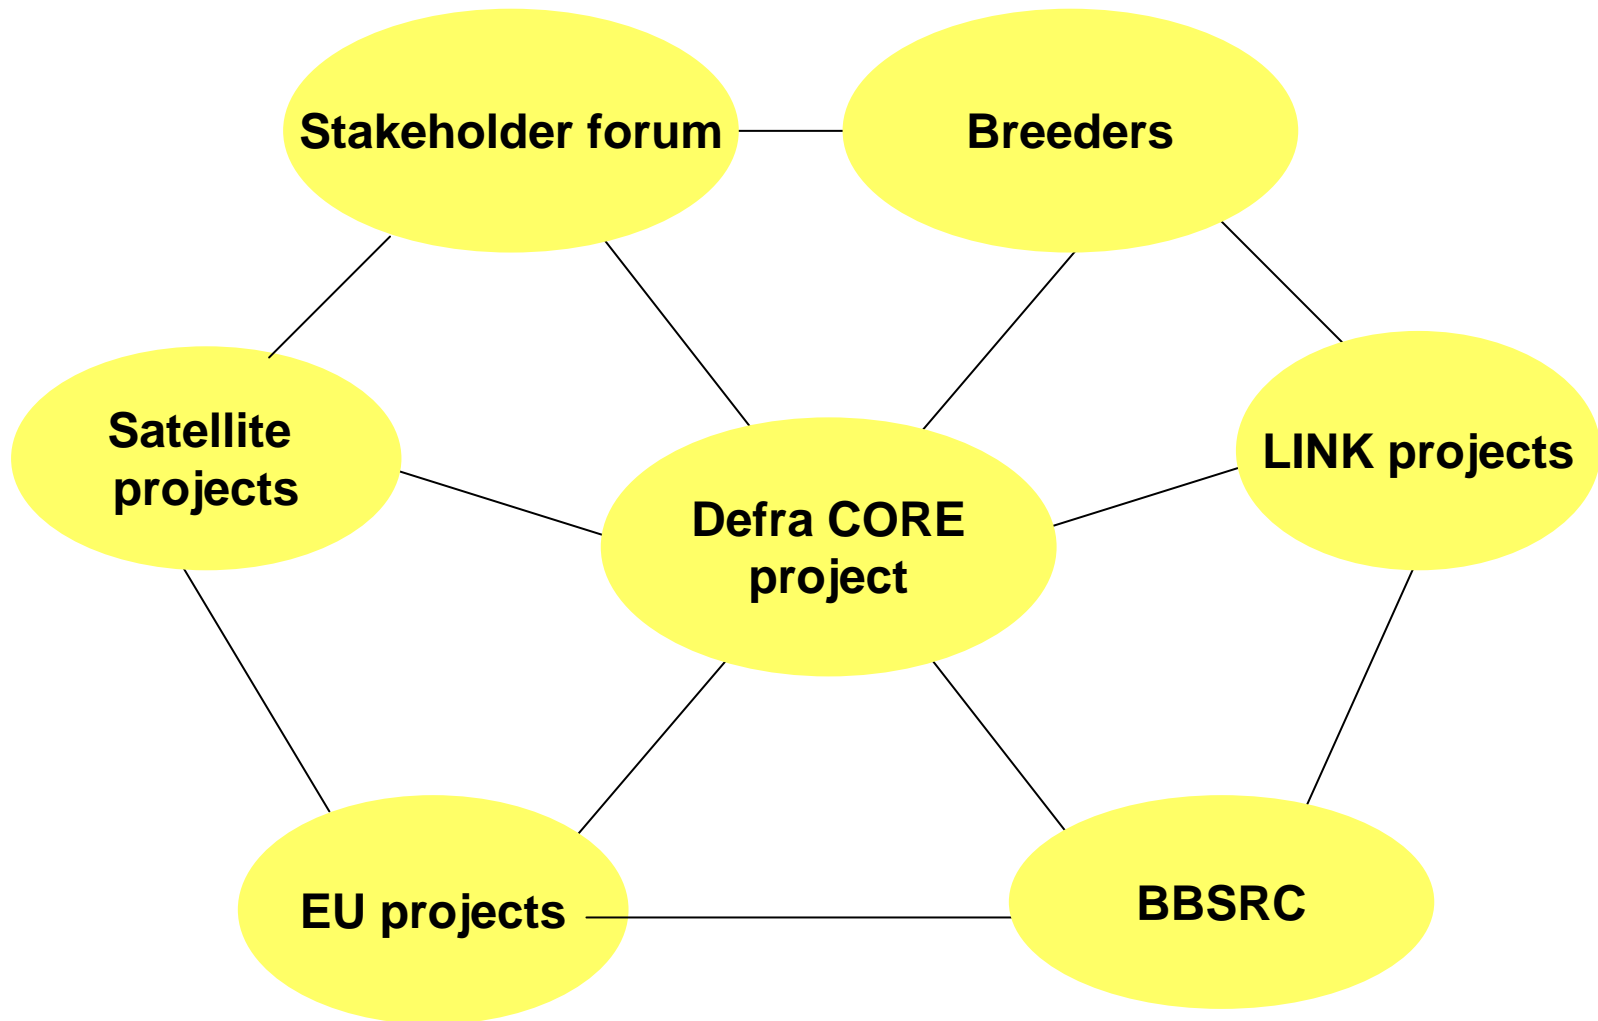 Stakeholder forum
Breeders
Satellite
projects
LINK projects
Defra CORE
project
EU projects
BBSRC